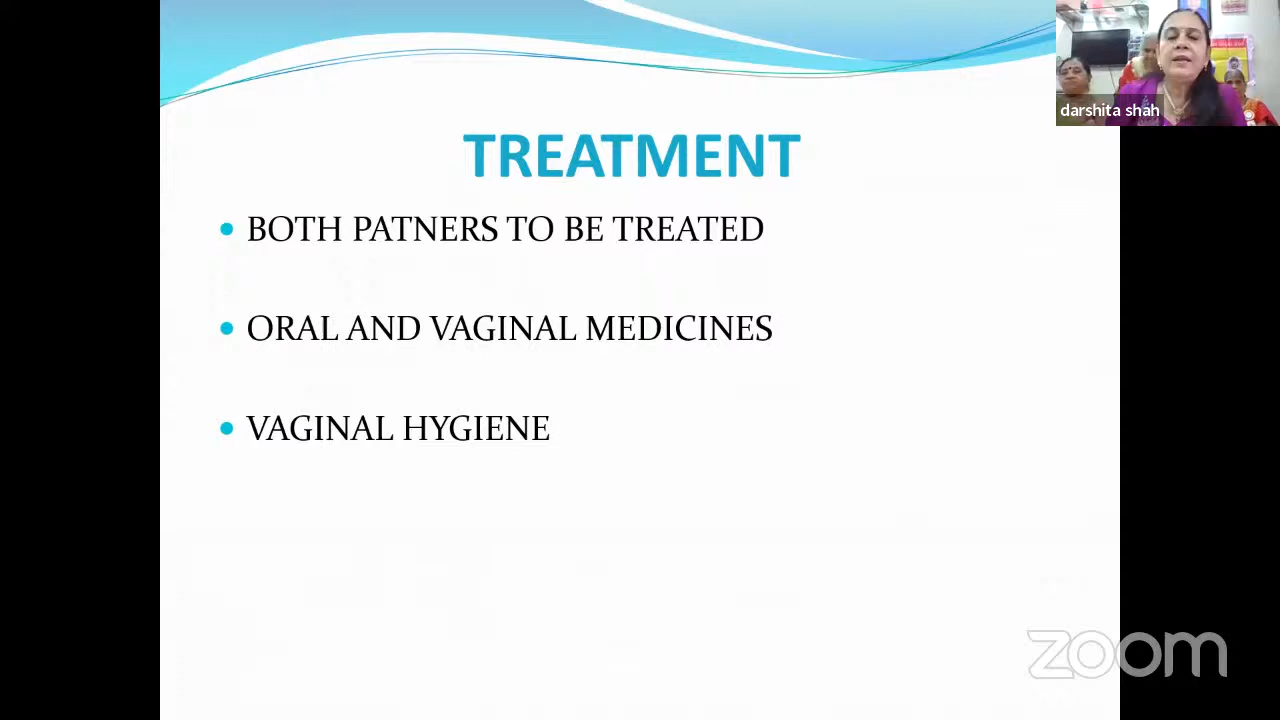 darshita shah
TREATMENT
• BOTH PATNERS TO BE TREATED
• ORAL AND VAGINAL MEDICINES
• VAGINAL HYGIENE
zoom